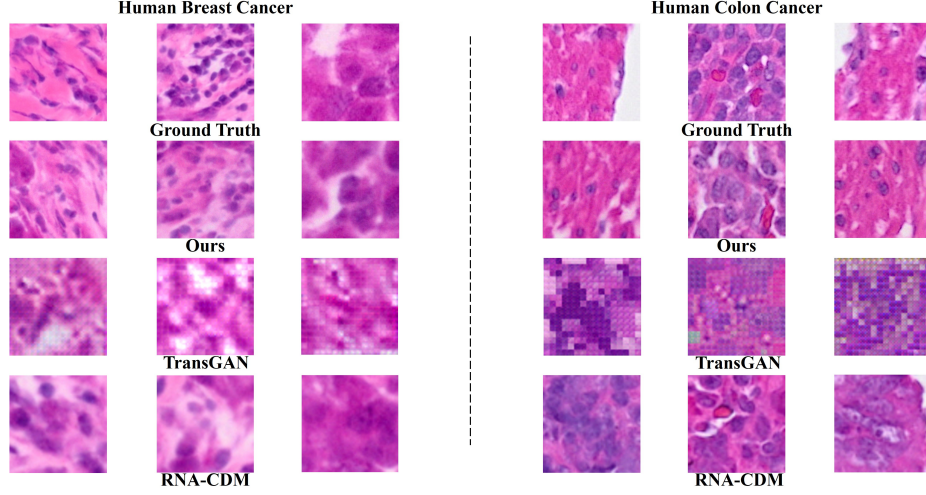 Human Breast Cancer
Ground Truth
Ours
TransGAN
RNA-CDM
Human Colon Cancer
Ground Truth
Ours
TransGAN
RNA-CDM